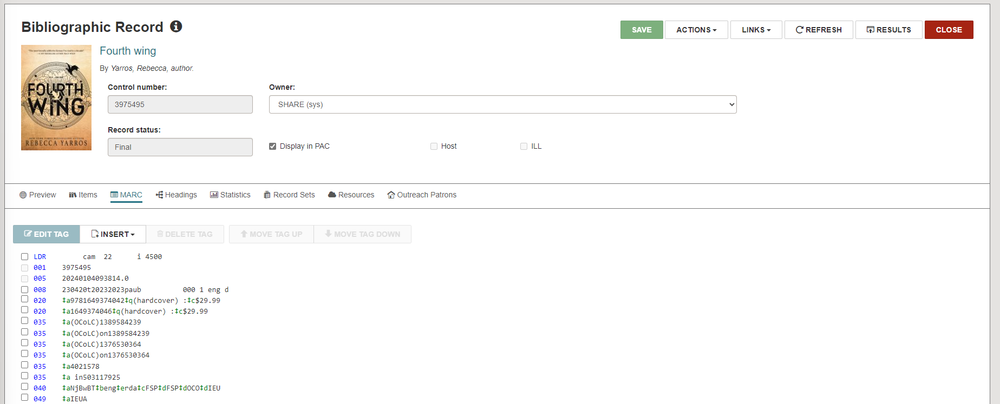 Bibliographic Record
SAVE ACTIONS LINKS REFRESH RESULTS CLOSE
Fourth wing
By Yarros, Rebecca, author.
FOURTH
WING
REBECCA YARROS
Control number: Owner:
3975495 SHARE (sys)
Record status:
Final Display in PAC Host ILL
Preview Items MARC Headings Statistics Record Sets Resources Outreach Patrons
EDIT TAG INSERT DELETE TAG MOVE TAG UP MOVE TAG DOWN
LDR cam 22 i 4500
001 3975495
005 20240104093814.0
008 230420t20232023paub 000 1 eng d
020 ‡a9781649374042‡q(hardcover) :‡c$29.99
020 ‡a1649374046‡q(hardcover) :‡c$29.99
035 ‡a(OCoLC)1389584239
035 ‡a(OCoLC)on1389584239
035 ‡a(OCoLC)1376530364
035 ‡a(OCoLC)on1376530364
035 ‡a4021578
035 ‡a in503117925
040 ‡aNjBwBT‡beng‡erda‡cFSP‡dFSP‡dOCO‡dIEU
049 ‡aIEUA